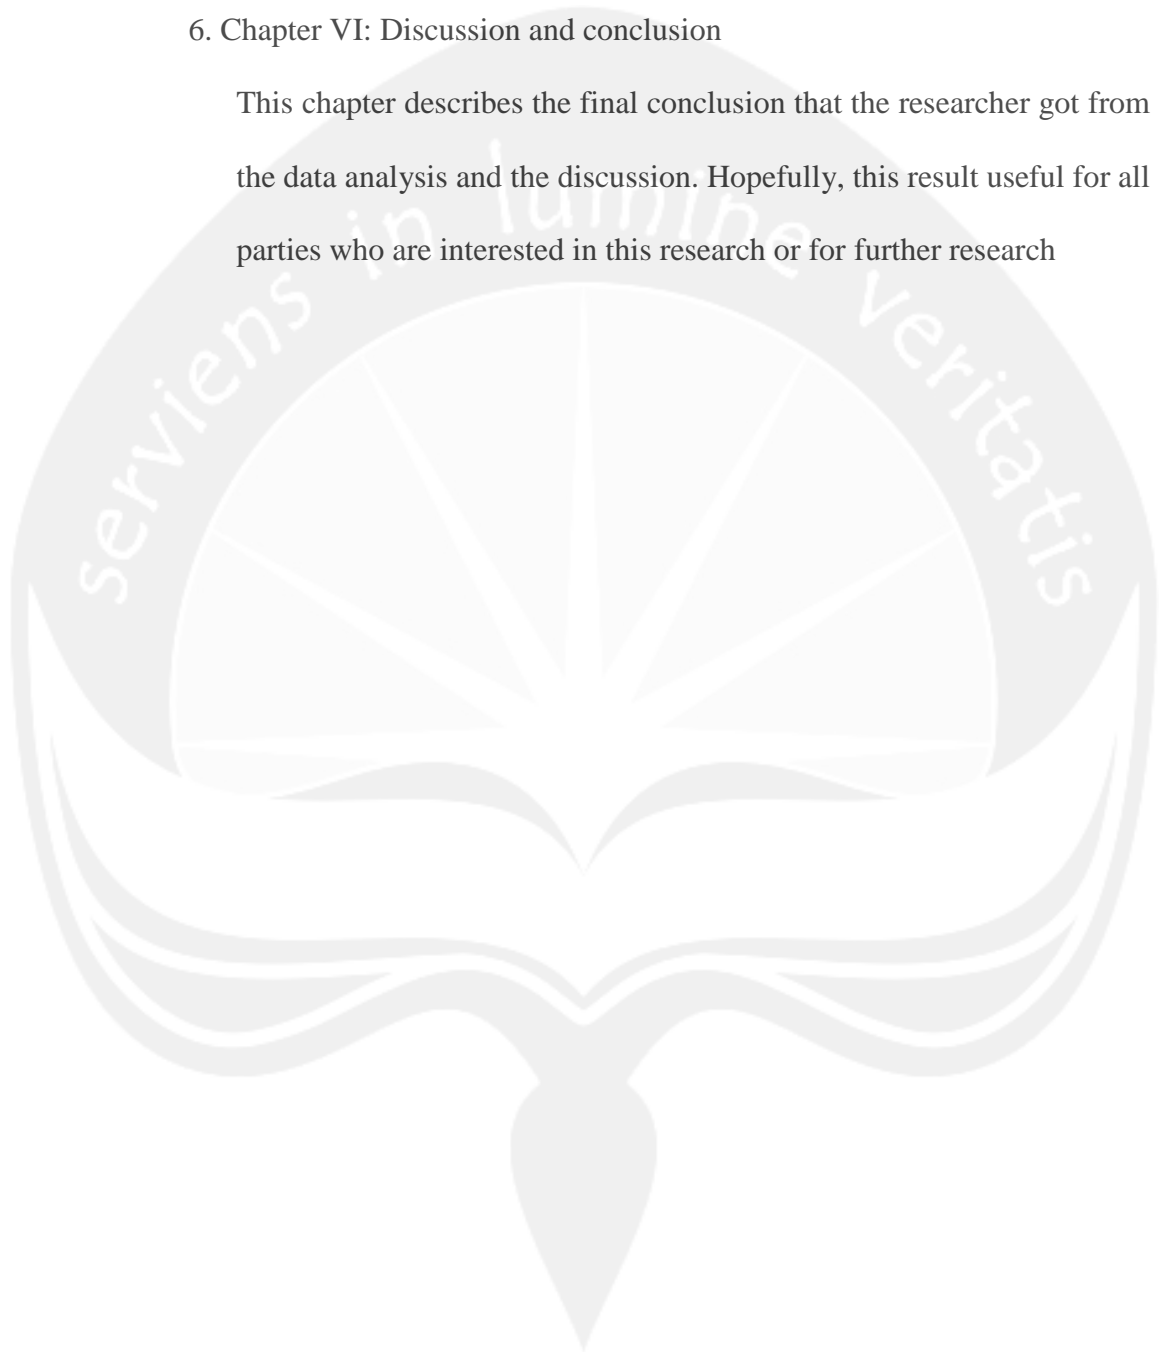 6. Chapter VI: Discussion and conclusion
This chapter describes the final conclusion that the researcher got from
the data analysis and the discussion. Hopefully, this result useful for all
parties who are interested in this research or for further research
serviens in lumine veritatis